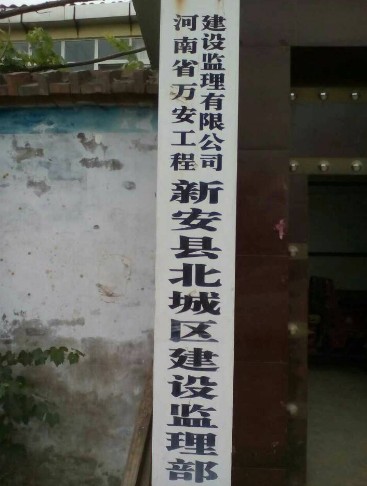 河南省万安工程
建设监理有限公司
新安县北城区建设监理部